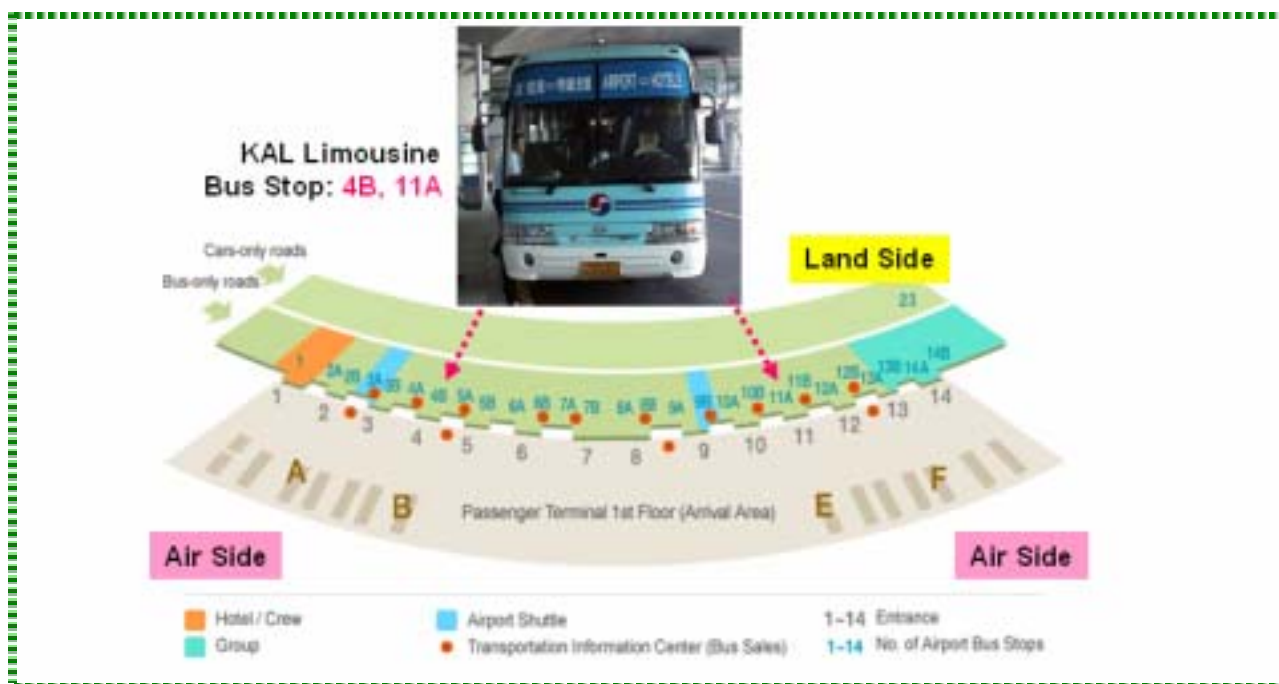 AIRPORT HOTELS
KAL Limousine
Bus Stop: 4B, 11A
Land Side
Cars-only roads
Bus-only roads
23
1 2A 2B 3A 3B 4A 4B 5A 5B 6A 6B 7A 7B 8A 8B 9A 9B 10A 10B 11A 11B 12A 12B 13A 13B 14A 14B
1 2 3 4 5 6 7 8 9 10 11 12 13 14
A B E F
Passenger Terminal 1st Floor (Arrival Area)
Air Side Air Side
Hotel / Crew Airport Shuttle 1~14 Entrance
Group Transportation Information Center (Bus Sales) 1~14 No. of Airport Bus Stops